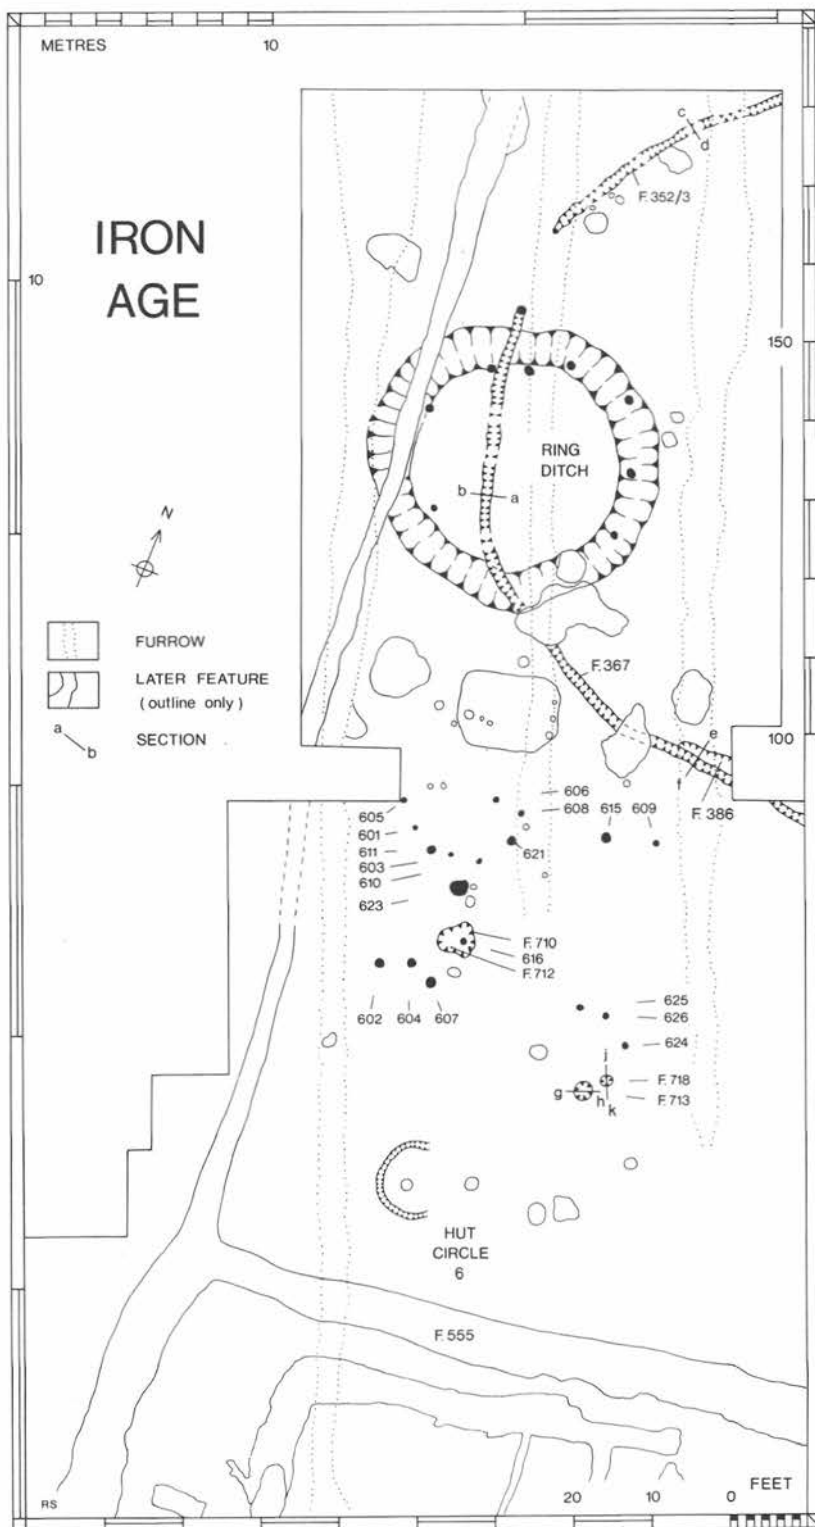 METRES 10
c
d
F. 352/3
IRON
AGE
10
150
RING
DITCH
b a
N
FURROW
LATER FEATURE
( outline only )
a
b
SECTION
F. 367
e
100
f
F. 386
606
605
608
615
609
601
611
621
603
610
623
F. 710
616
F. 712
602
604
607
625
626
624
j
F. 718
g
h
k
F. 713
HUT
CIRCLE
6
F. 555
FEET
20 10 0
RS